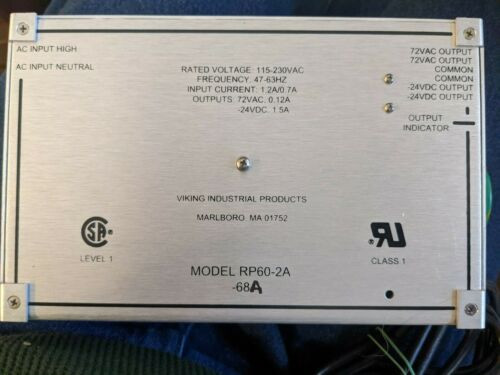 AC INPUT HIGH
AC INPUT NEUTRAL
RATED VOLTAGE: 115-230VAC
FREQUENCY: 47-63HZ
INPUT CURRENT: 1.2A/0.7A
OUTPUTS: 72VAC, 0.12A
-24VDC, 1.5A
72VAC OUTPUT
72VAC OUTPUT
COMMON
COMMON
-24VDC OUTPUT
-24VDC OUTPUT
OUTPUT
INDICATOR
VIKING INDUSTRIAL PRODUCTS
MARLBORO, MA 01752
SA
LEVEL 1
RU
CLASS 1
MODEL RP60-2A
-68A